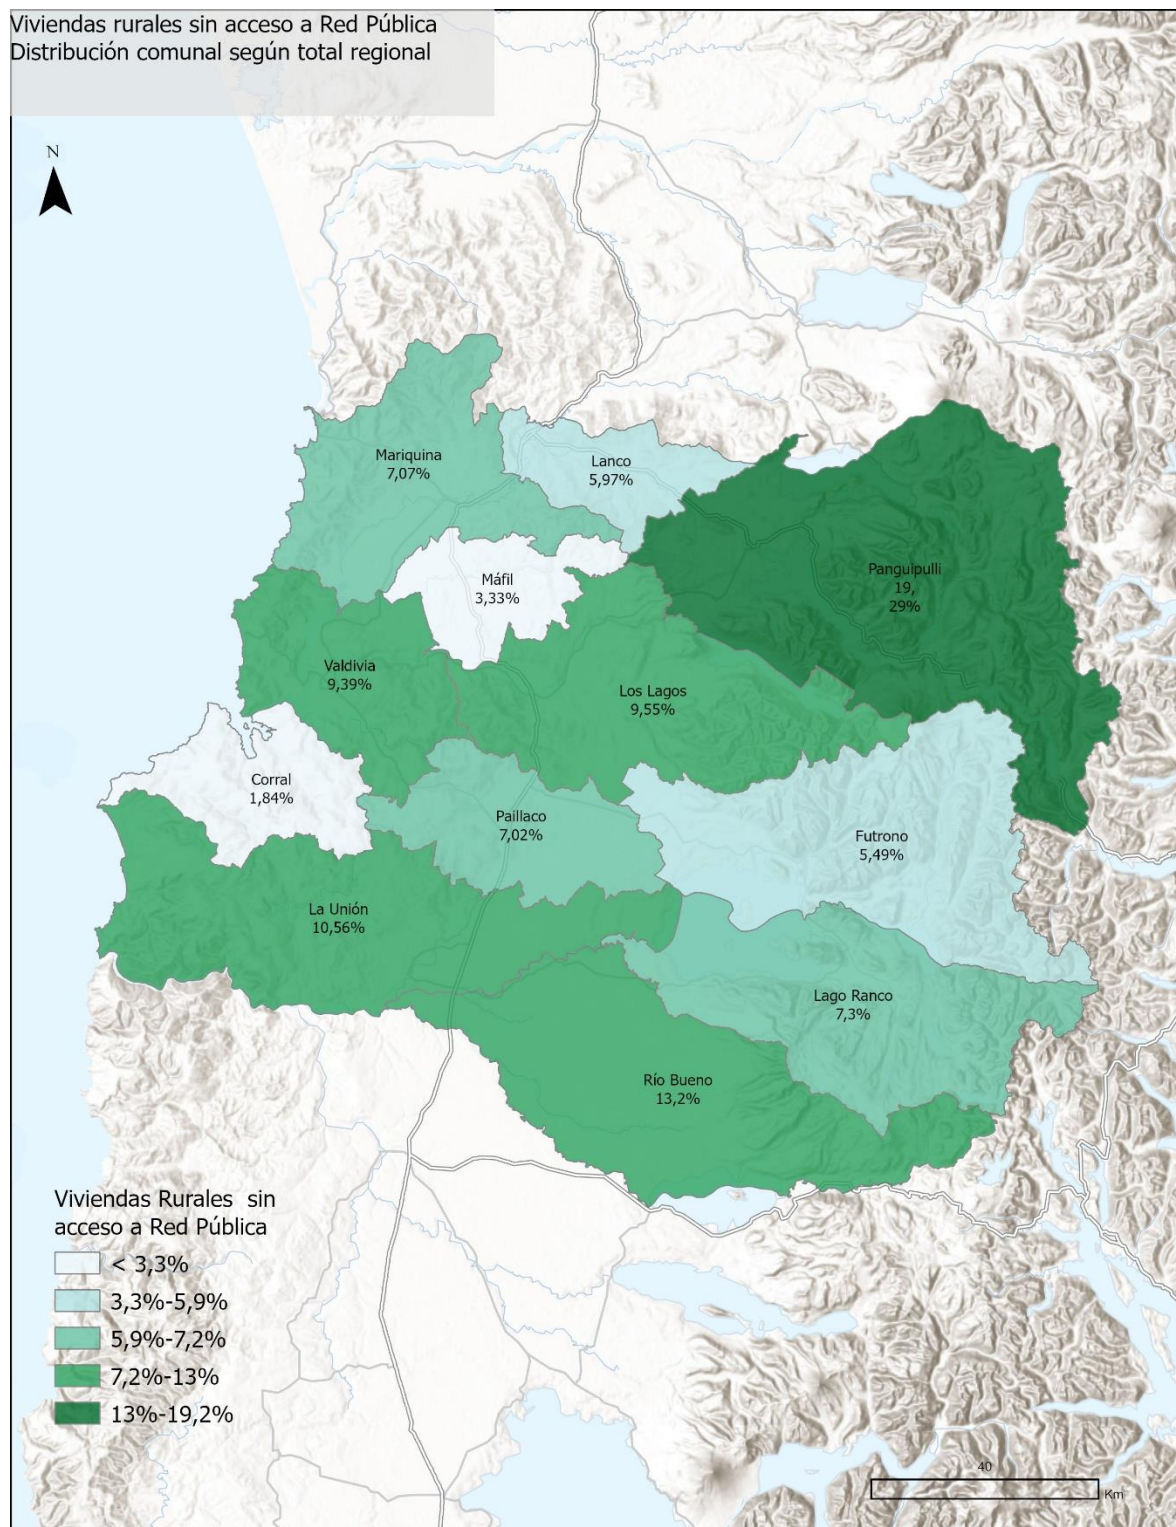 Viviendas rurales sin acceso a Red Pública
Distribución comunal según total regional
N
Mariquina
7,07%
Lanco
5,97%
Panguipulli
19,
29%
Máfil
3,33%
Valdivia
9,39%
Los Lagos
9,55%
Corral
1,84%
Paillaco
7,02%
Futrono
5,49%
La Unión
10,56%
Lago Ranco
7,3%
Río Bueno
13,2%
Viviendas Rurales sin
acceso a Red Pública
< 3,3%
3,3%-5,9%
5,9%-7,2%
7,2%-13%
13%-19,2%
40
Km